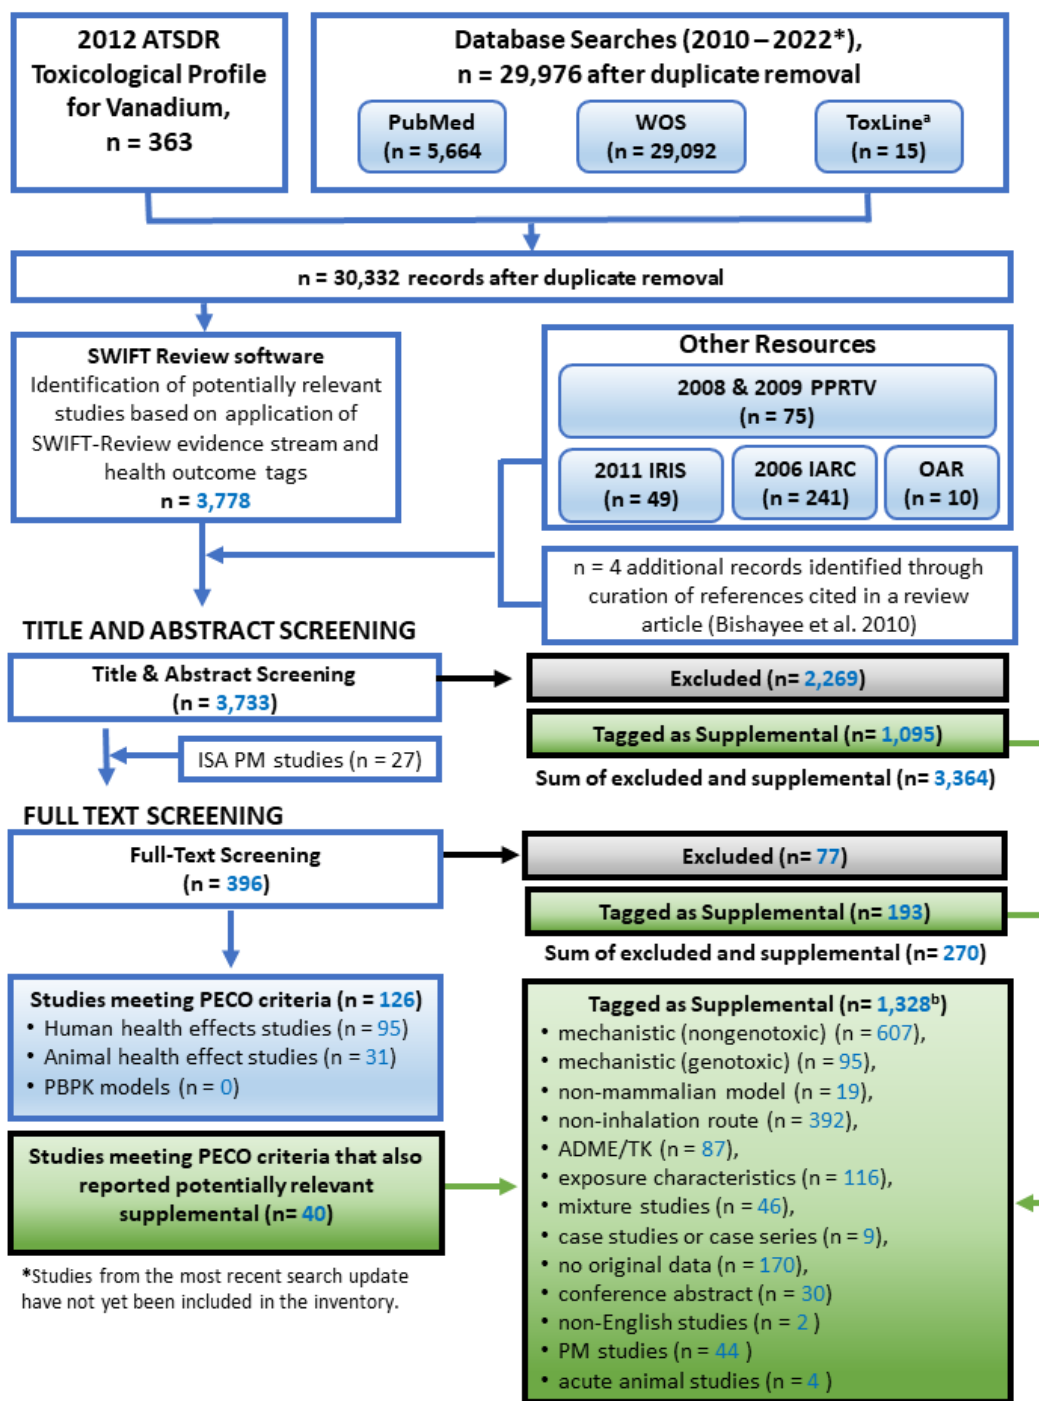 2012 ATSDR
Toxicological Profile
for Vanadium,
n = 363
Database Searches (2010 – 2022*),
n = 29,976 after duplicate removal
PubMed
(n = 5,664
WOS
(n = 29,092
ToxLineᵃ
(n = 15)
n = 30,332 records after duplicate removal
SWIFT Review software
Identification of potentially relevant
studies based on application of
SWIFT-Review evidence stream and
health outcome tags
n = 3,778
Other Resources
2008 & 2009 PPRTV
(n = 75)
2011 IRIS
(n = 49)
2006 IARC
(n = 241)
OAR
(n = 10)
n = 4 additional records identified through
curation of references cited in a review
article (Bishayee et al. 2010)
TITLE AND ABSTRACT SCREENING
Title & Abstract Screening
(n = 3,733)
Excluded (n= 2,269)
Tagged as Supplemental (n= 1,095)
Sum of excluded and supplemental (n= 3,364)
ISA PM studies (n = 27)
FULL TEXT SCREENING
Full-Text Screening
(n = 396)
Excluded (n= 77)
Tagged as Supplemental (n= 193)
Sum of excluded and supplemental (n= 270)
Studies meeting PECO criteria (n = 126)
• Human health effects studies (n = 95)
• Animal health effect studies (n = 31)
• PBPK models (n = 0)
Studies meeting PECO criteria that also
reported potentially relevant
supplemental (n= 40)
*Studies from the most recent search update
have not yet been included in the inventory.
Tagged as Supplemental (n= 1,328ᵇ)
• mechanistic (nongenotoxic) (n = 607),
• mechanistic (genotoxic) (n = 95),
• non-mammalian model (n = 19),
• non-inhalation route (n = 392),
• ADME/TK (n = 87),
• exposure characteristics (n = 116),
• mixture studies (n = 46),
• case studies or case series (n = 9),
• no original data (n = 170),
• conference abstract (n = 30)
• non-English studies (n = 2 )
• PM studies (n = 44 )
• acute animal studies (n = 4 )